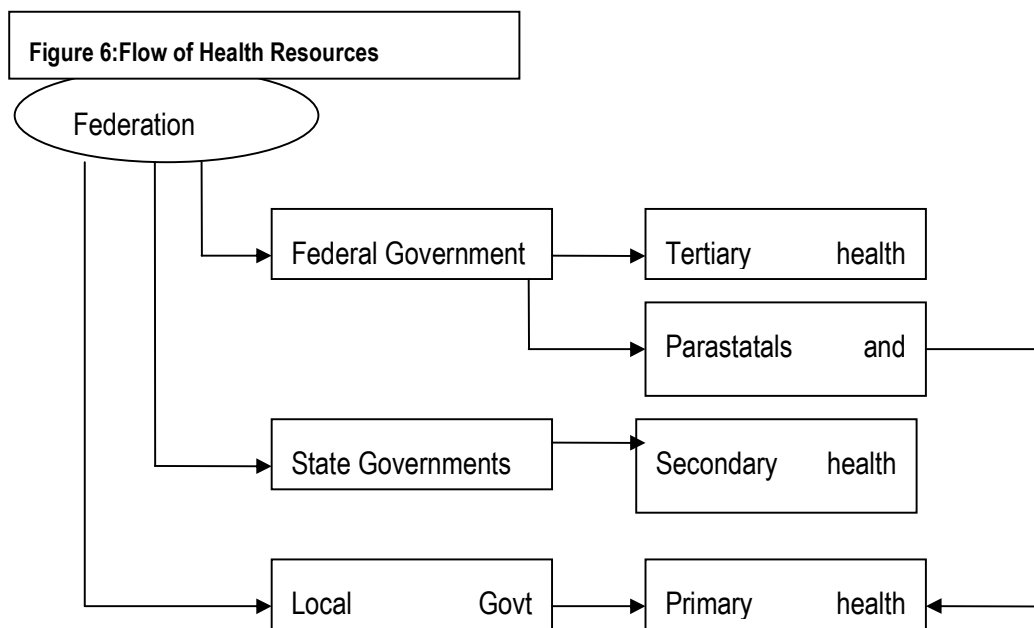 Figure 6:Flow of Health Resources
Federation
Federal Government
Tertiary health
Parastatals and
State Governments
Secondary health
Local Govt
Primary health